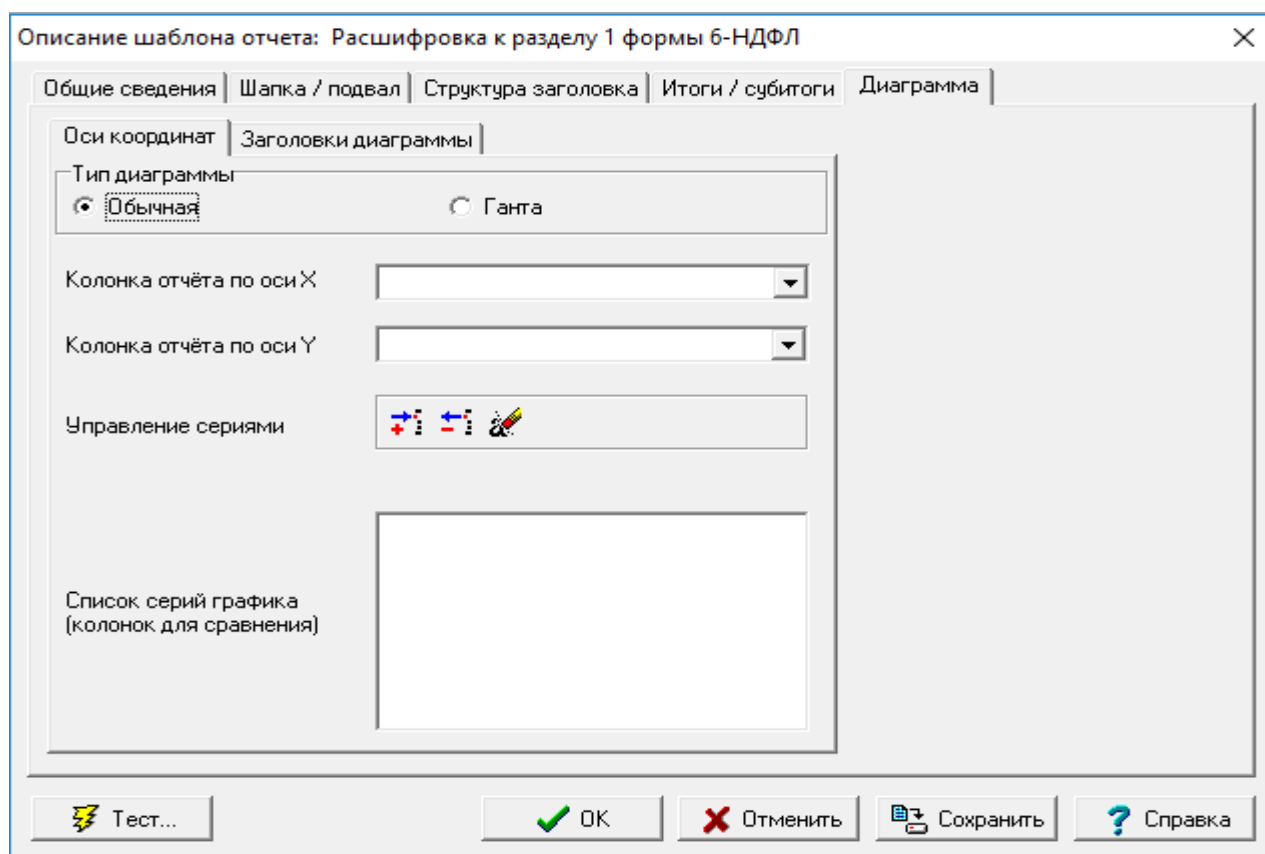 Описание шаблона отчета: Расшифровка к разделу 1 формы 6-НДФЛ
Общие сведения Шапка / подвал Структура заголовка Итоги / субитоги Диаграмма
Оси координат Заголовки диаграммы
Тип диаграммы
Обычная Ганта
Колонка отчёта по оси X
Колонка отчёта по оси Y
Управление сериями
Список серий графика
(колонок для сравнения)
Тест... OK Отменить Сохранить Справка